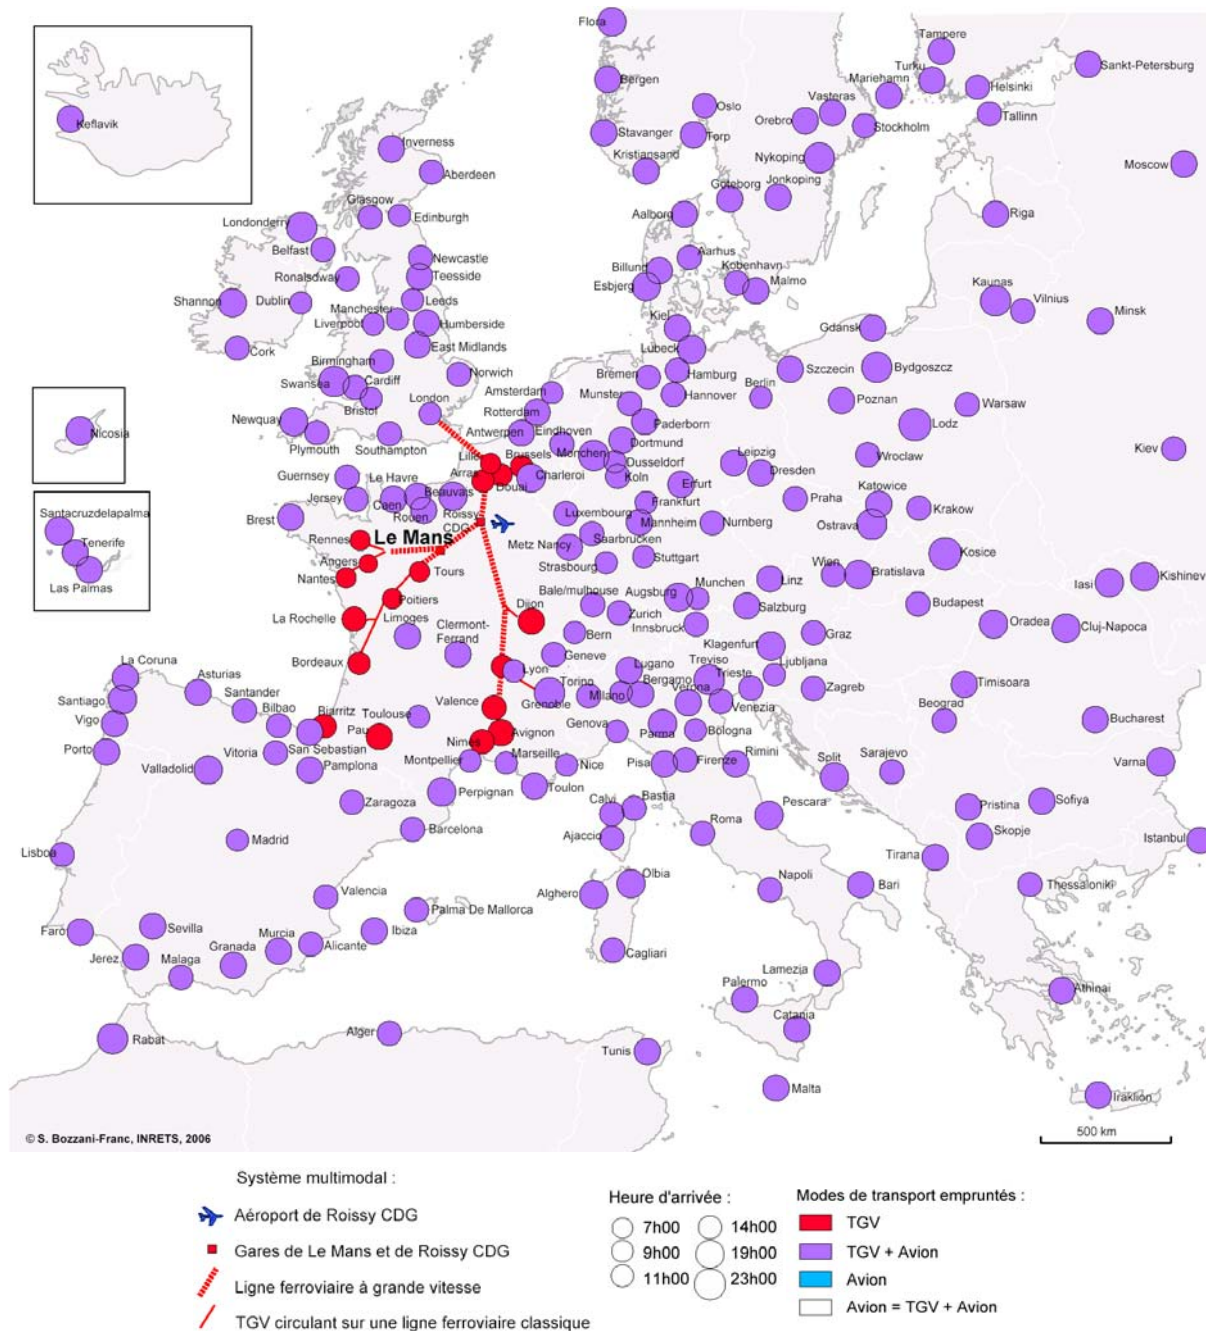 Flora
Tampere
Bergen
Turku
Sankt-Petersburg
Mariehamn
Helsinki
Keflavik
Oslo
Vasteras
Orebro
Tallinn
Stavanger
Torp
Stockholm
Inverness
Kristiansand
Nykoping
Moscow
Aberdeen
Goteborg
Jonkoping
Glasgow
Edinburgh
Aalborg
Riga
Londonderry
Belfast
Newcastle
Aarhus
Ronalsdway
Teesside
Billund
Kobenhavn
Esbjerg
Malmo
Shannon
Dublin
Leeds
Kaunas
Vilnius
Manchester
Liverpool
Humberside
Kiel
Gdansk
Minsk
Cork
East Midlands
Lubeck
Birmingham
Norwich
Bremen
Hamburg
Szczecin
Bydgoszcz
Swansea
Cardiff
Amsterdam
Munster
Hannover
Berlin
Bristol
London
Rotterdam
Poznan
Warsaw
Newquay
Paderborn
Lodz
Nicosia
Plymouth
Southampton
Antwerpen
Eindhoven
Dortmund
Kiev
Lille
Brussels
Monchen
Dusseldorf
Leipzig
Wroclaw
Guernsey
Le Havre
Arras
Douai
Charleroi
Koln
Dresden
Jersey
Caen
Beauvais
Erfurt
Praha
Katowice
Santacruzdelapalma
Brest
Rouen
Roissy
CDG
Luxembourg
Frankfurt
Mannheim
Nurnberg
Ostrava
Krakow
Tenerife
Rennes
Le Mans
Metz Nancy
Saarbrucken
Kosice
Las Palmas
Angers
Strasbourg
Stuttgart
Wien
Bratislava
Nantes
Tours
Linz
Iasi
Kishinev
Poitiers
Bale/mulhouse
Augsburg
Munchen
Salzburg
Budapest
La Rochelle
Limoges
Dijon
Zurich
Innsbruck
Oradea
Cluj-Napoca
Clermont-
Ferrand
Bern
Klagenfurt
Graz
Bordeaux
Geneve
La Coruna
Lyon
Lugano
Treviso
Ljubljana
Asturias
Torino
Bergamo
Trieste
Timisoara
Santiago
Santander
Milano
Verona
Zagreb
Bilbao
Biarritz
Toulouse
Valence
Grenoble
Venezia
Beograd
Bucharest
Vigo
Pau
Avignon
Genova
Parma
Bologna
Porto
Vitoria
San Sebastian
Nimes
Marseille
Rimini
Sarajevo
Valladolid
Pamplona
Montpellier
Nice
Pisa
Firenze
Split
Varna
Toulon
Perpignan
Zaragoza
Calvi
Bastia
Pescara
Pristina
Sofiya
Barcelona
Ajaccio
Roma
Skopje
Madrid
Istanbul
Lisboa
Tirana
Valencia
Olbia
Napoli
Bari
Thessaloniki
Alghero
Palma De Mallorca
Faro
Sevilla
Murcia
Ibiza
Granada
Alicante
Cagliari
Jerez
Malaga
Lamezia
Palermo
Athinai
Catania
Rabat
Alger
Tunis
Malta
Iraklion
500 km
© S. Bozzani-Franc, INRETS, 2006
Système multimodal :
Aéroport de Roissy CDG
Gares de Le Mans et de Roissy CDG
Ligne ferroviaire à grande vitesse
TGV circulant sur une ligne ferroviaire classique
Heure d'arrivée :
7h00
14h00
9h00
19h00
11h00
23h00
Modes de transport empruntés :
TGV
TGV + Avion
Avion
Avion = TGV + Avion